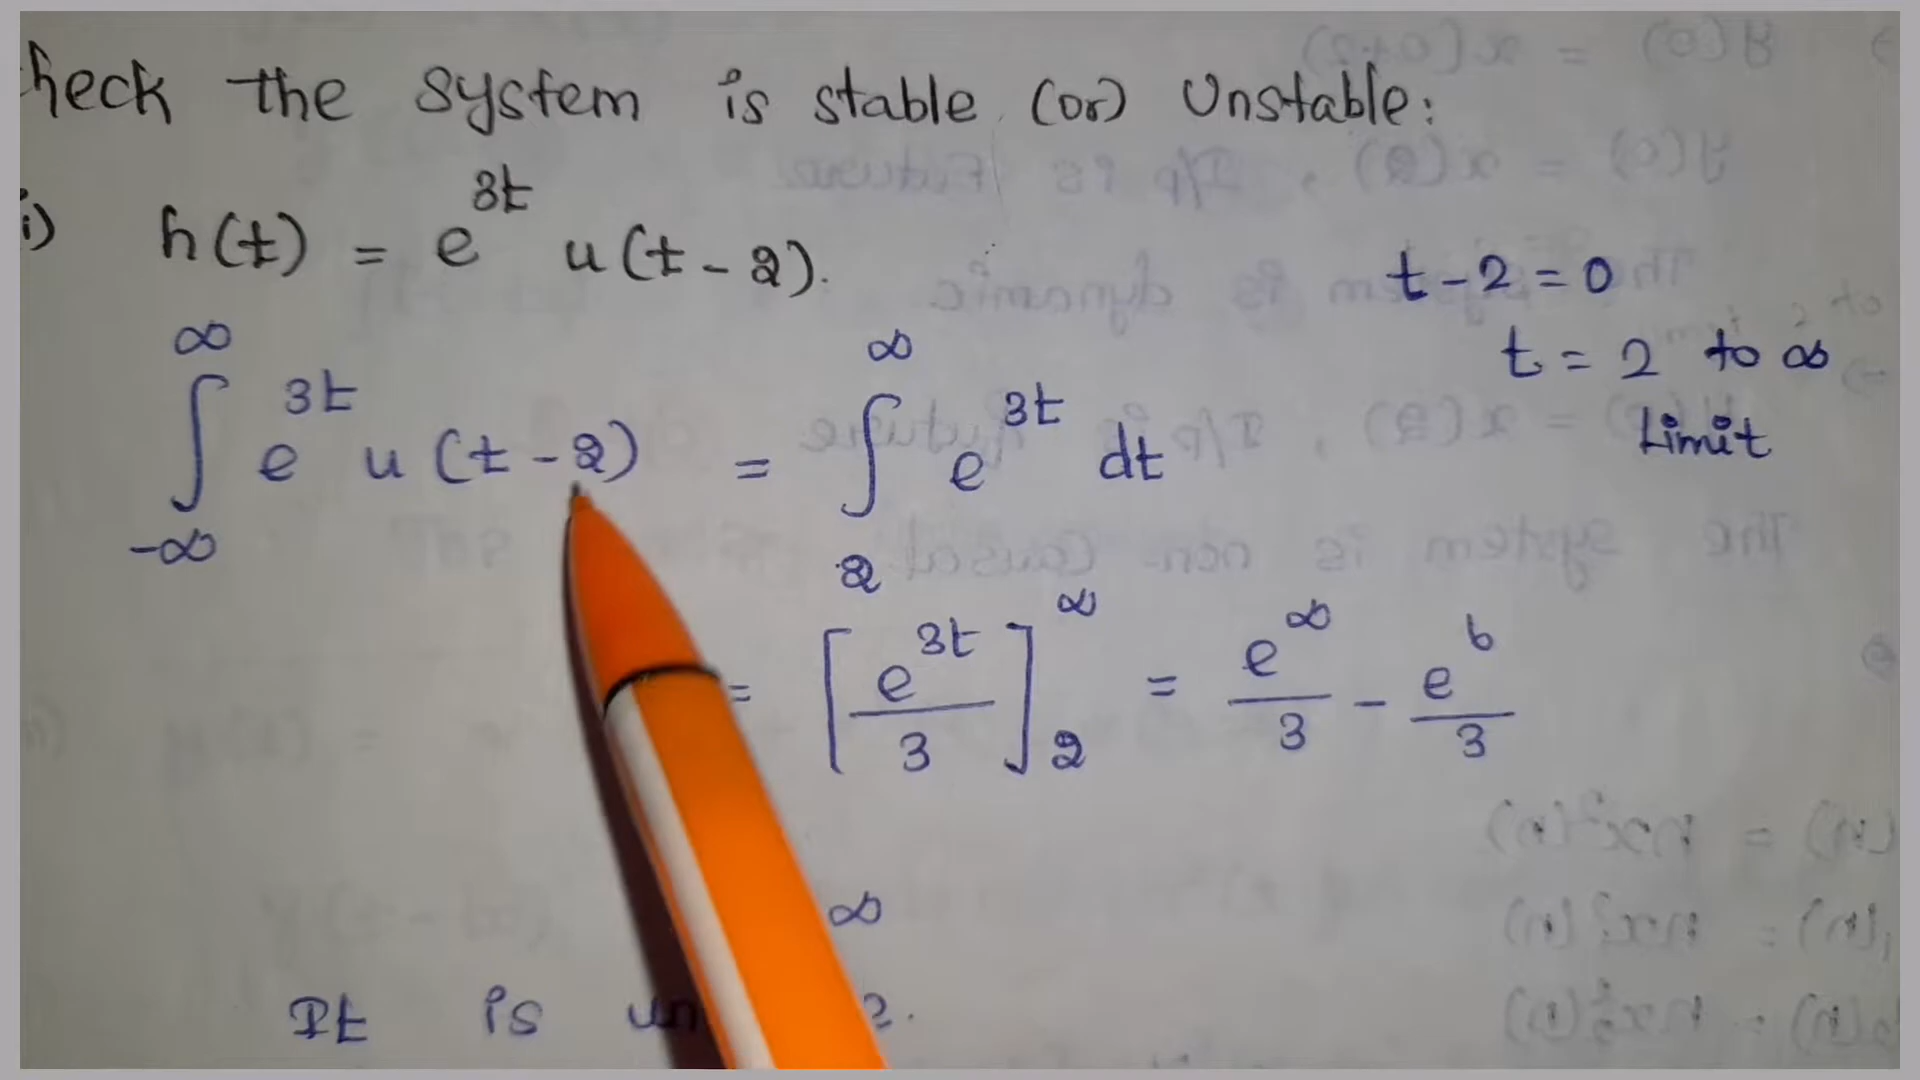 heck the system is stable (or) Unstable:
i) h(t) = e^{3t} u(t-2).
t-2=0
t = 2 to ∞
Limit
∫_{-∞}^{∞} e^{3t} u(t-2) = ∫_{2}^{∞} e^{3t} dt
= [e^{3t}/3]_{2}^{∞} = e^{∞}/3 - e^{6}/3
∞
It is